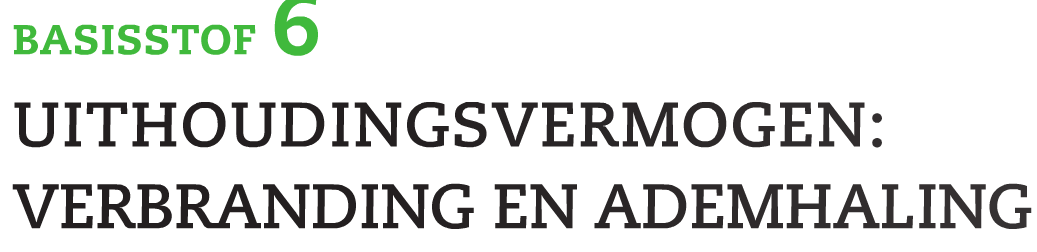 BASISSTOF 6
UITHOUDINGSVERMOGEN:
VERBRANDING EN ADEMHALING